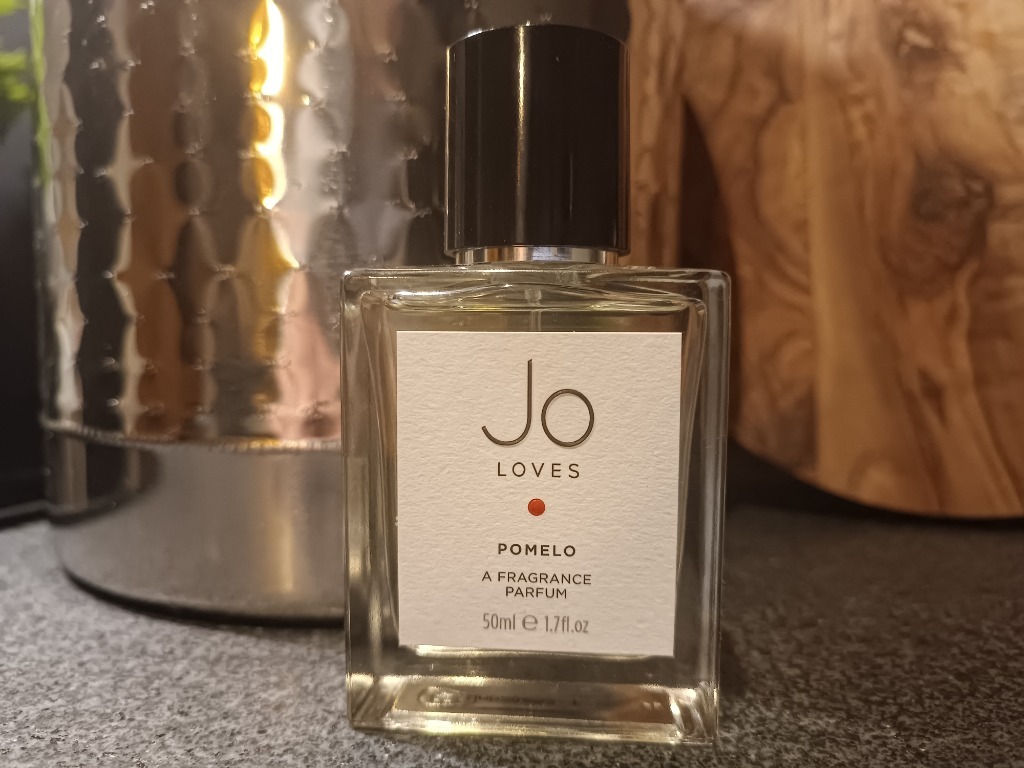 Jo
LOVES
POMELO
A FRAGRANCE
PARFUM
50ml ℮ 1.7fl.oz